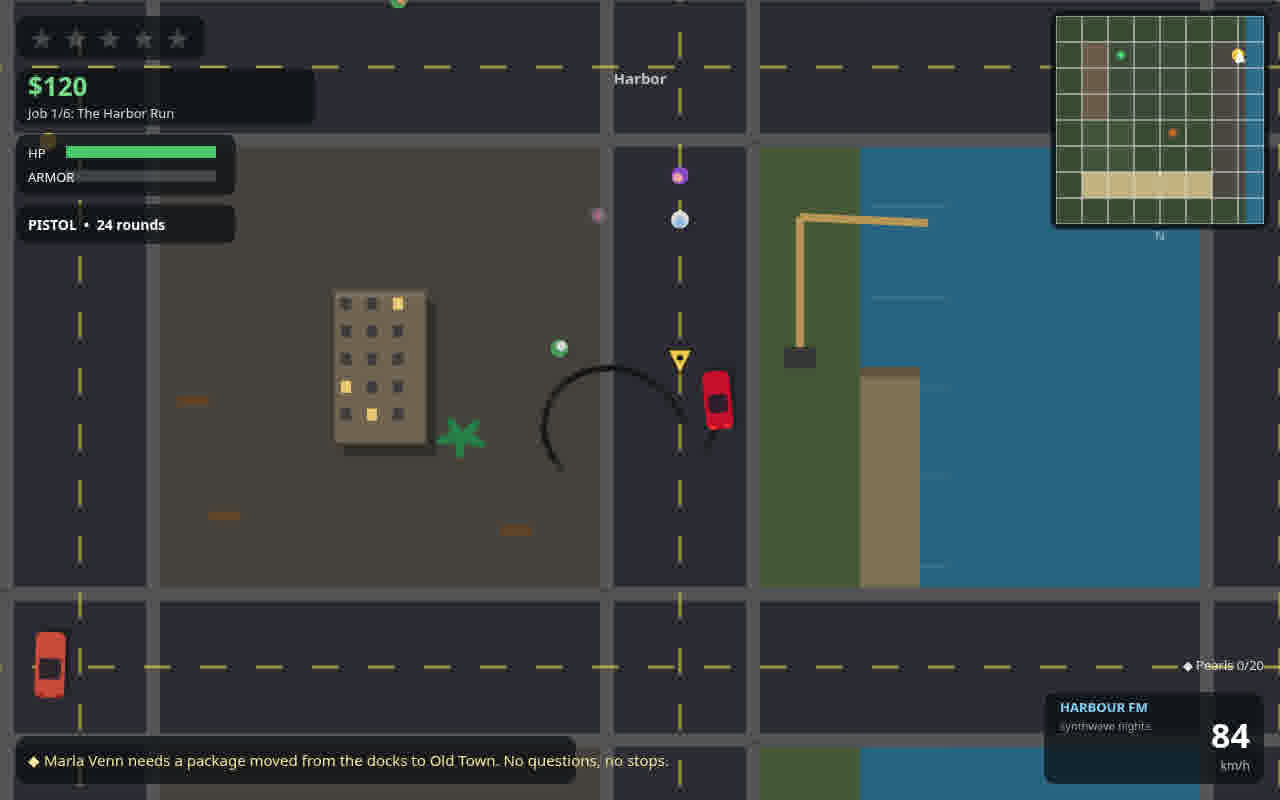 $120
Job 1/6: The Harbor Run
HP
ARMOR
PISTOL • 24 rounds
Harbor
N
◆ Pearls 0/20
HARBOUR FM
synthwave nights
84
km/h
◆ Marla Venn needs a package moved from the docks to Old Town. No questions, no stops.